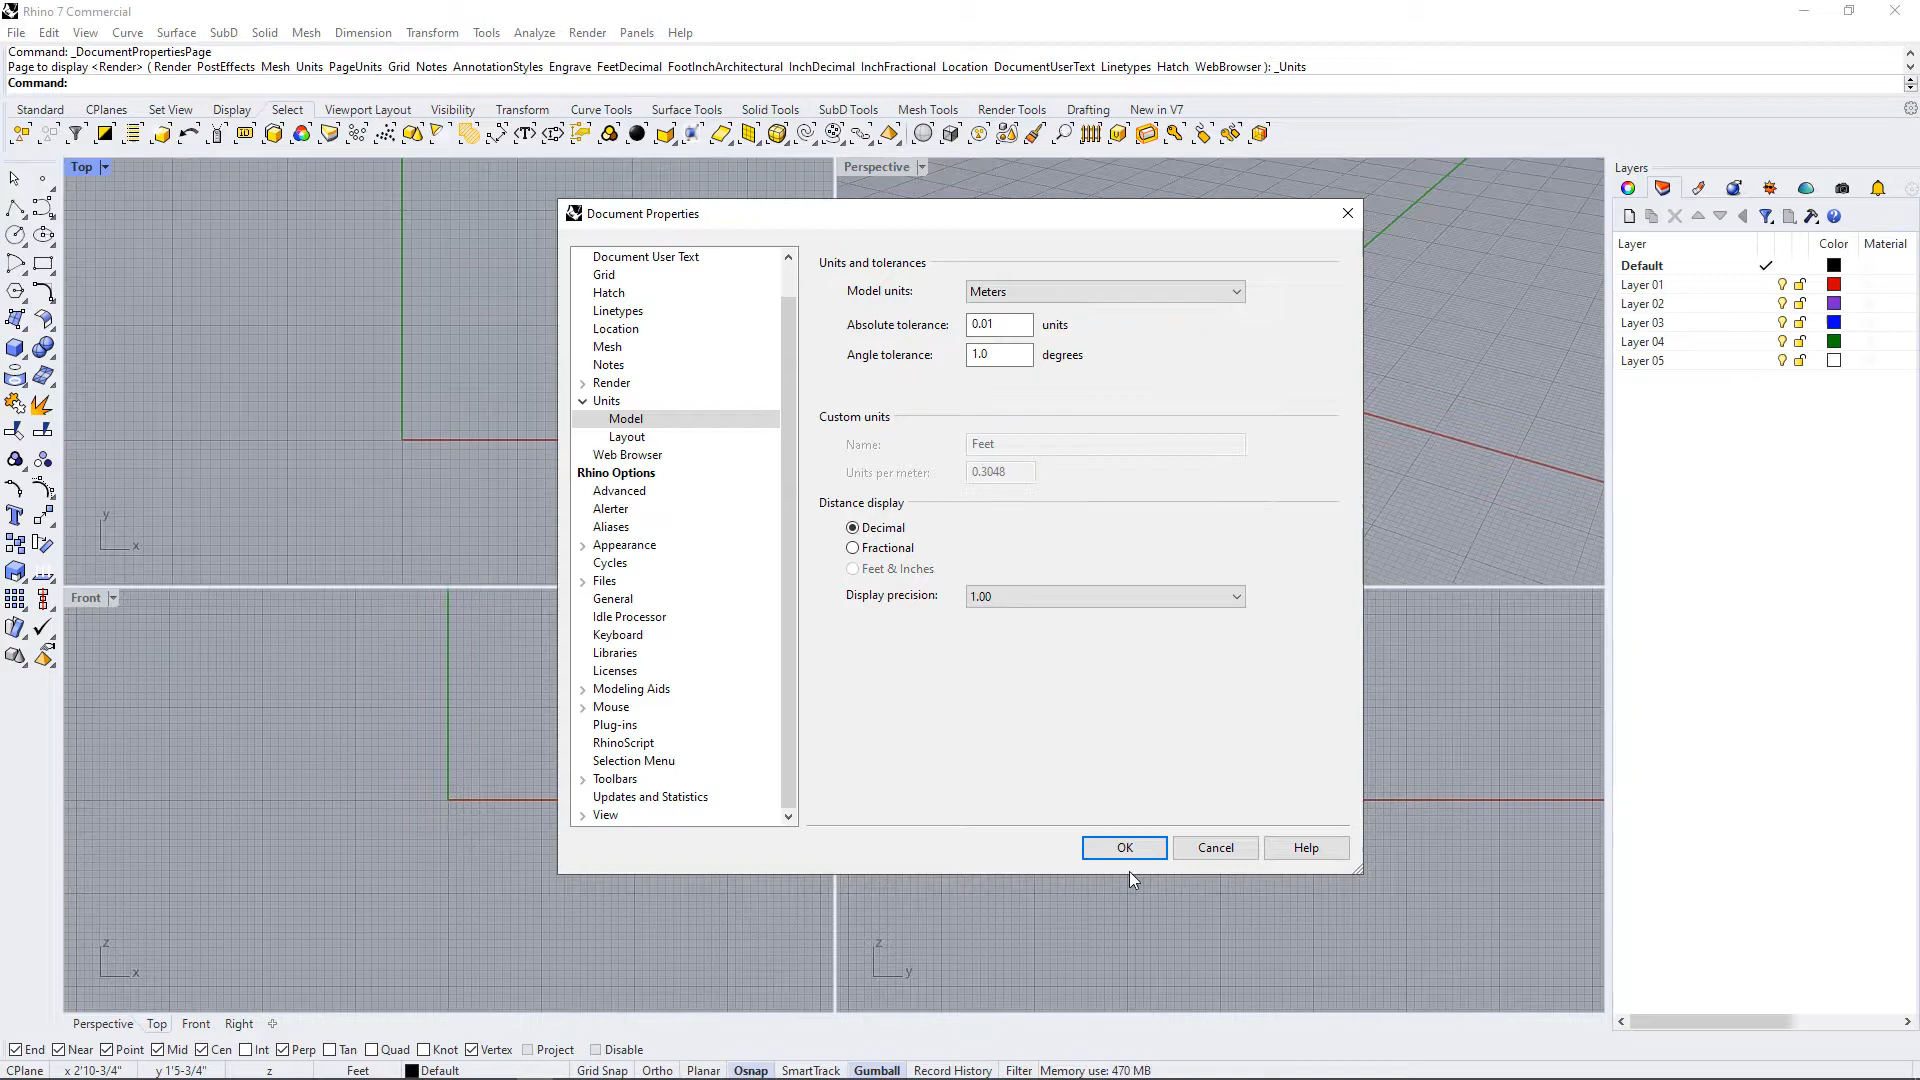 Rhino 7 Commercial
File Edit View Curve Surface SubD Solid Mesh Dimension Transform Tools Analyze Render Panels Help
Command: _DocumentPropertiesPage
Page to display <Render> ( Render PostEffects Mesh Units PageUnits Grid Notes AnnotationStyles Engrave FeetDecimal FootInchArchitectural InchDecimal InchFractional Location DocumentUserText Linetypes Hatch WebBrowser ): _Units
Command:
Standard CPlanes Set View Display Select Viewport Layout Visibility Transform Curve Tools Surface Tools Solid Tools SubD Tools Mesh Tools Render Tools Drafting New in V7
Top
Perspective
Layers
Document Properties
Layer Color Material
Default
Layer 01
Layer 02
Layer 03
Layer 04
Layer 05
Document User Text
Grid
Hatch
Linetypes
Location
Mesh
Notes
Render
Units
Model
Layout
Web Browser
Rhino Options
Advanced
Alerter
Aliases
Appearance
Cycles
Files
General
Idle Processor
Keyboard
Libraries
Licenses
Modeling Aids
Mouse
Plug-ins
RhinoScript
Selection Menu
Toolbars
Updates and Statistics
View
Units and tolerances
Model units: Meters
Absolute tolerance: 0.01 units
Angle tolerance: 1.0 degrees
Custom units
Name: Feet
Units per meter: 0.3048
Distance display
Decimal
Fractional
Feet & Inches
Display precision: 1.00
OK Cancel Help
y
x
Front
z
x
z
y
Perspective Top Front Right
End Near Point Mid Cen Int Perp Tan Quad Knot Vertex Project Disable
CPlane x 2'10-3/4" y 1'5-3/4" z Feet Default Grid Snap Ortho Planar Osnap SmartTrack Gumball Record History Filter Memory use: 470 MB